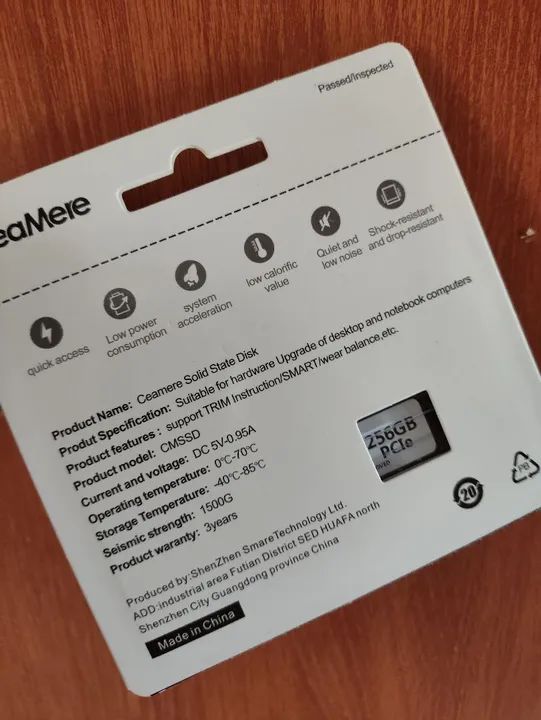 Passed/Inspected
eaMere
quick access
Low power
consumption
system
acceleration
low calorific
value
Quiet and
low noise
Shock-resistant
and drop-resistant
Product Name: Ceamere Solid State Disk
Produt Specification: Suitable for hardware Upgrade of desktop and notebook computers
Product features : support TRIM Instruction/SMART/wear balance,etc.
Product model: CMSSD
Current and voltage: DC 5V-0.95A
Operating temperature: 0℃-70℃
Storage Temperature: -40℃-85℃
Seismic strength: 1500G
Product waranty: 3years
256GB
PCIe
Produced by:ShenZhen SmareTechnology Ltd.
ADD:industrial area Futian District SED HUAFA north
Shenzhen City Guangdong province China
Made in China
20
PB